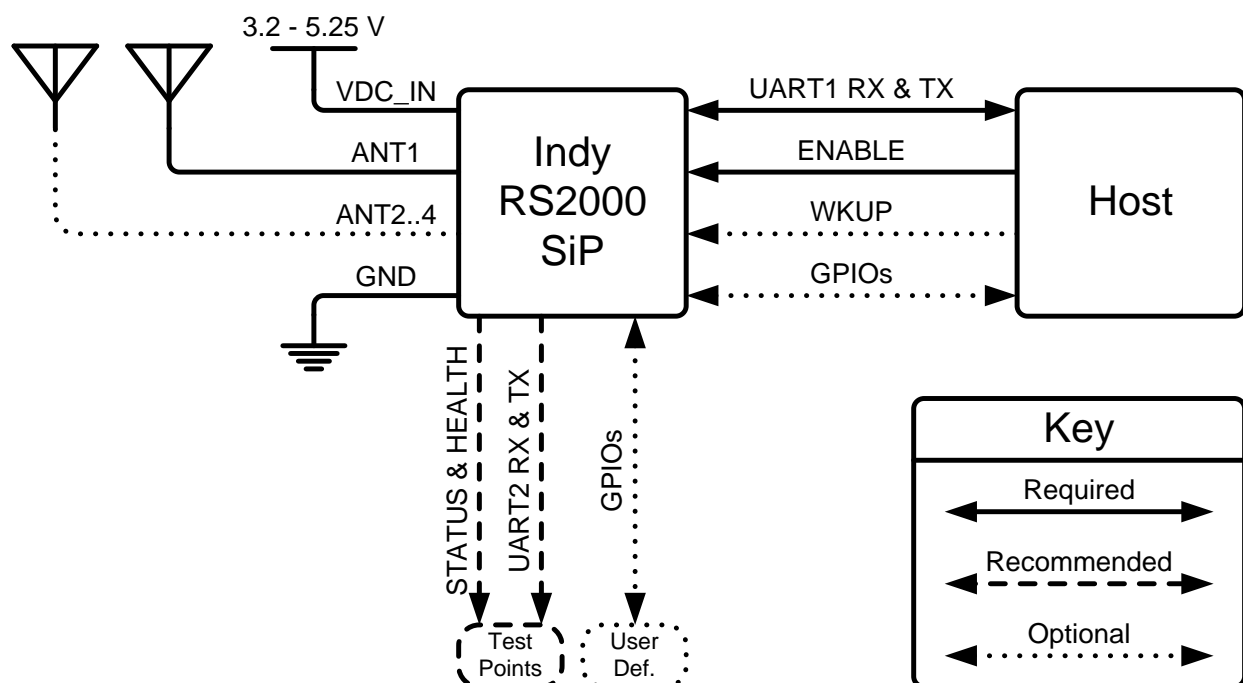 3.2 - 5.25 V
VDC_IN
ANT1
ANT2..4
GND
Indy
RS2000
SiP
UART1 RX & TX
ENABLE
WKUP
GPIOs
Host
STATUS & HEALTH
UART2 RX & TX
GPIOs
Test
Points
User
Def.
Key
Required
Recommended
Optional